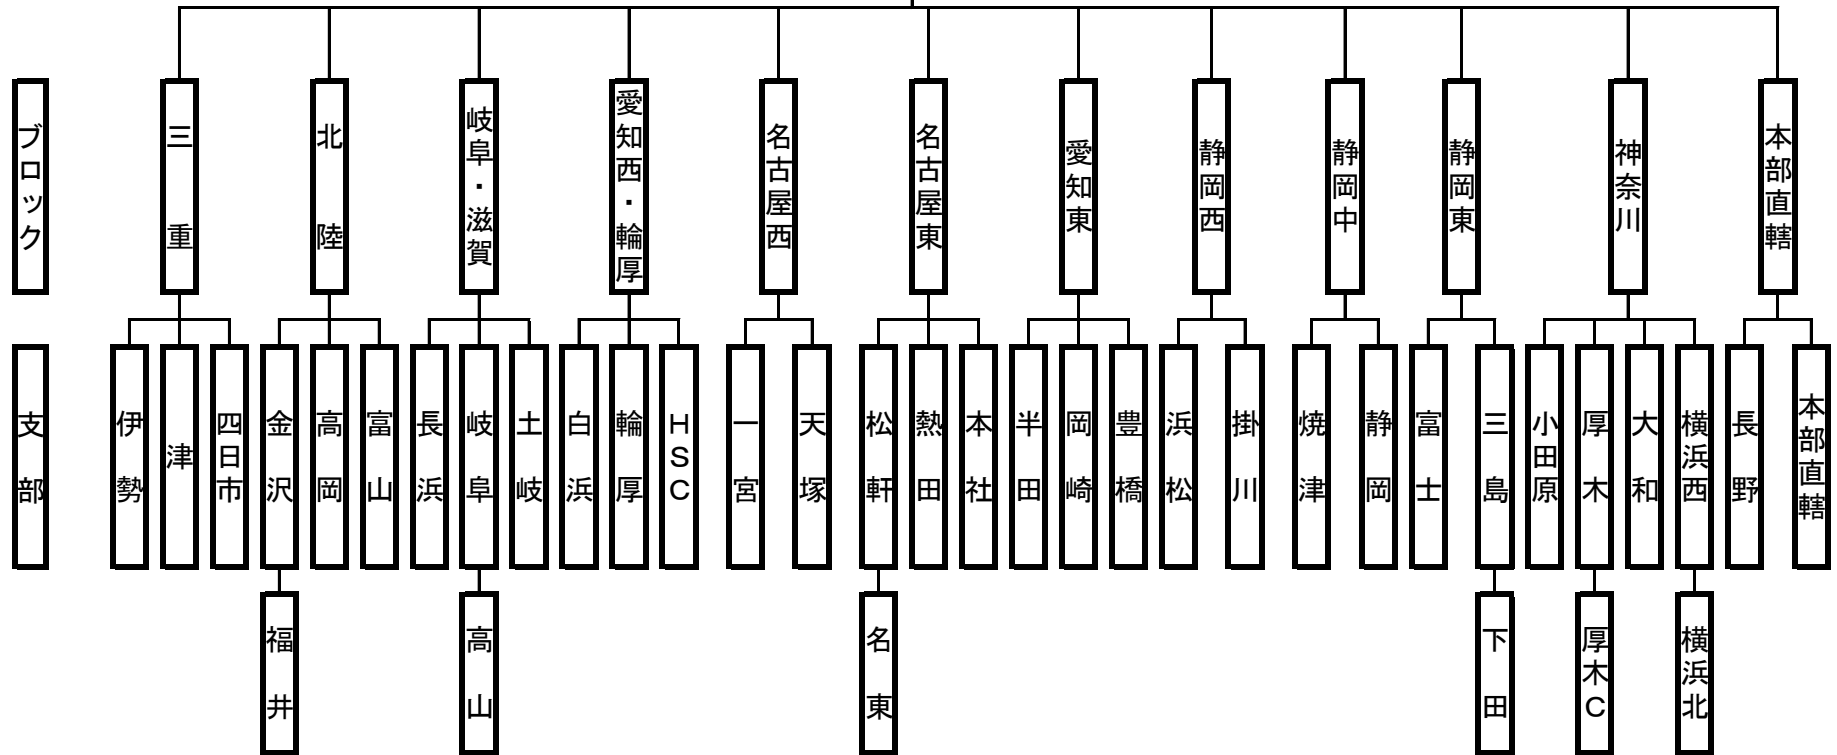 ブロック
三重
北陸
岐阜・滋賀
愛知西・輪厚
名古屋西
名古屋東
愛知東
静岡西
静岡中
静岡東
神奈川
本部直轄
支部
伊勢
津
四日市
金沢
高岡
富山
長浜
岐阜
土岐
白浜
輪厚
HSC
一宮
天塚
松軒
熱田
本社
半田
岡崎
豊橋
浜松
掛川
焼津
静岡
富士
三島
小田原
厚木
大和
横浜西
長野
本部直轄
福井
高山
名東
下田
厚木C
横浜北